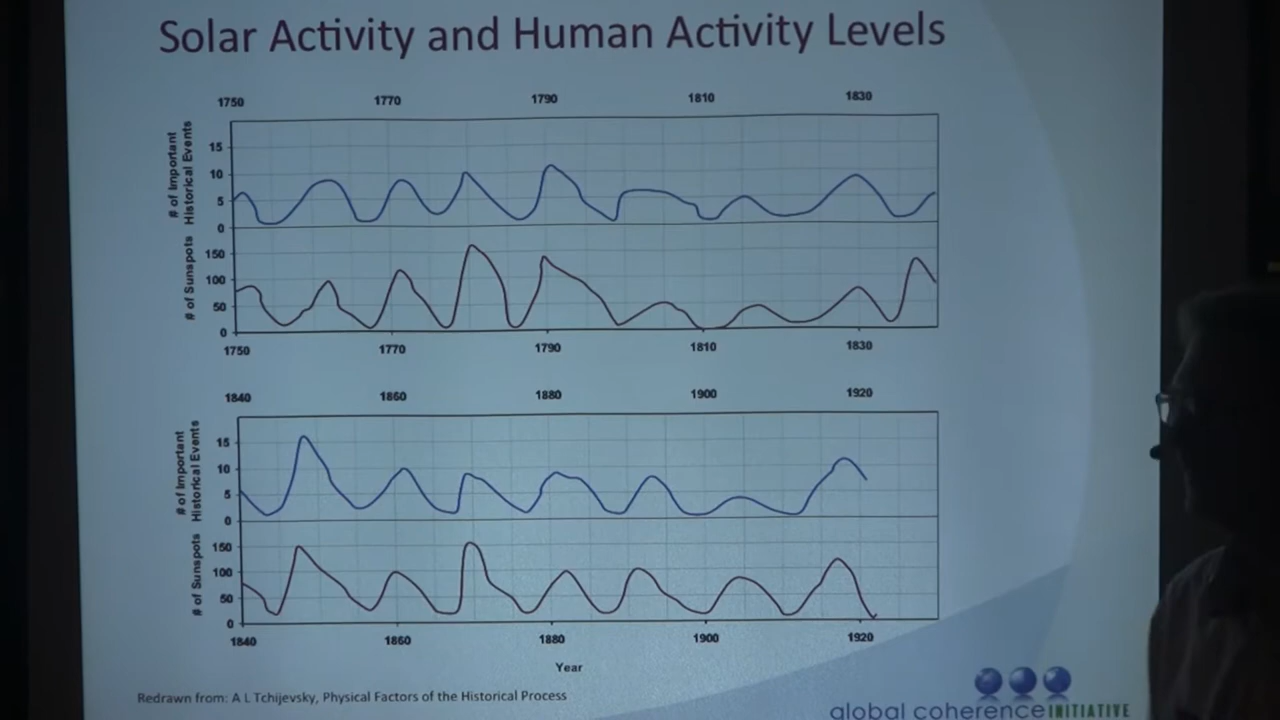 Solar Activity and Human Activity Levels
1750 1770 1790 1810 1830
# of Important
Historical Events
15
10
5
0
# of Sunspots
150
100
50
0
1750 1770 1790 1810 1830
1840 1860 1880 1900 1920
# of Important
Historical Events
15
10
5
0
# of Sunspots
150
100
50
0
1840 1860 1880 1900 1920
Year
Redrawn from: A L Tchijevsky, Physical Factors of the Historical Process
global coherence INITIATIVE